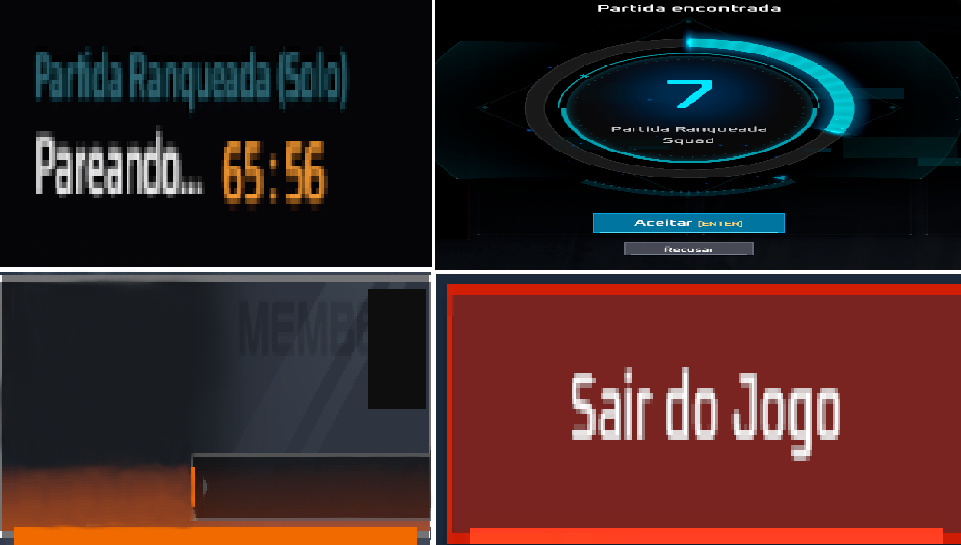 Partida Ranqueada (Solo)
Pareando... 65:56
Partida encontrada
7
Partida Ranqueada
Squad
Aceitar [ENTER]
Recusar
Sair do Jogo